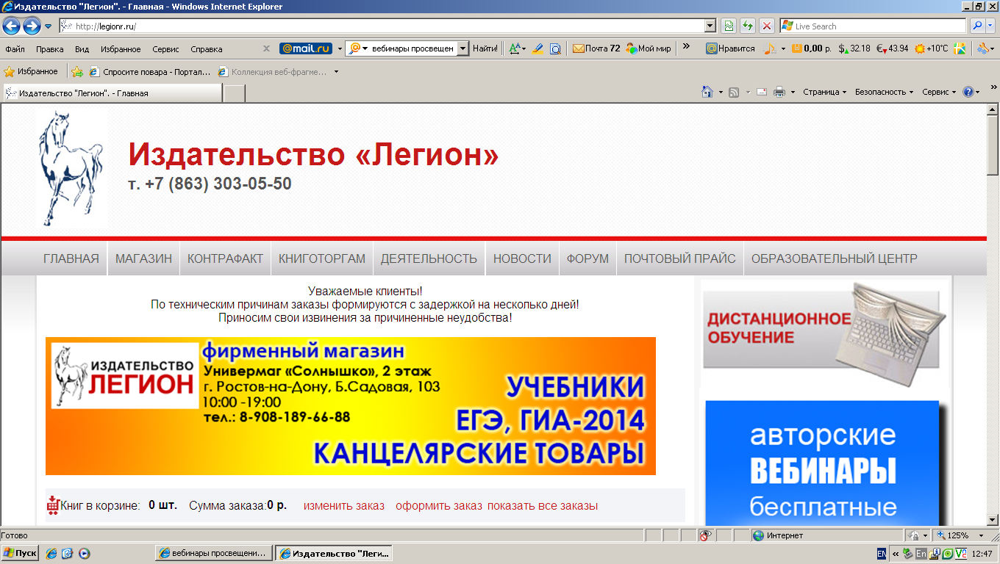 Издательство "Легион". - Главная - Windows Internet Explorer
http://legionr.ru/
Live Search
Файл Правка Вид Избранное Сервис Справка
@mail.ru вебинары просвещен Найти! Почта 72 Мой мир » Нравится 0,00 р. $ 32.18 € 43.94 +10°C
Избранное Спросите повара - Портал... Коллекция веб-фрагме...
Издательство "Легион". - Главная
Страница Безопасность Сервис »
Издательство «Легион»
т. +7 (863) 303-05-50
ГЛАВНАЯ МАГАЗИН КОНТРАФАКТ КНИГОТОРГАМ ДЕЯТЕЛЬНОСТЬ НОВОСТИ ФОРУМ ПОЧТОВЫЙ ПРАЙС ОБРАЗОВАТЕЛЬНЫЙ ЦЕНТР
Уважаемые клиенты!
По техническим причинам заказы формируются с задержкой на несколько дней!
Приносим свои извинения за причиненные неудобства!
ИЗДАТЕЛЬСТВО
ЛЕГИОН
фирменный магазин
Универмаг «Солнышко», 2 этаж
г. Ростов-на-Дону, Б.Садовая, 103
10:00 -19:00
тел.: 8-908-189-66-88
УЧЕБНИКИ
ЕГЭ, ГИА-2014
КАНЦЕЛЯРСКИЕ ТОВАРЫ
Книг в корзине: 0 шт. Сумма заказа:0 р. изменить заказ оформить заказ показать все заказы
ДИСТАНЦИОННОЕ
ОБУЧЕНИЕ
авторские
ВЕБИНАРЫ
бесплатные
Готово
Интернет
125%
Пуск
вебинары просвещени...
Издательство "Леги...
EN « En 12:47